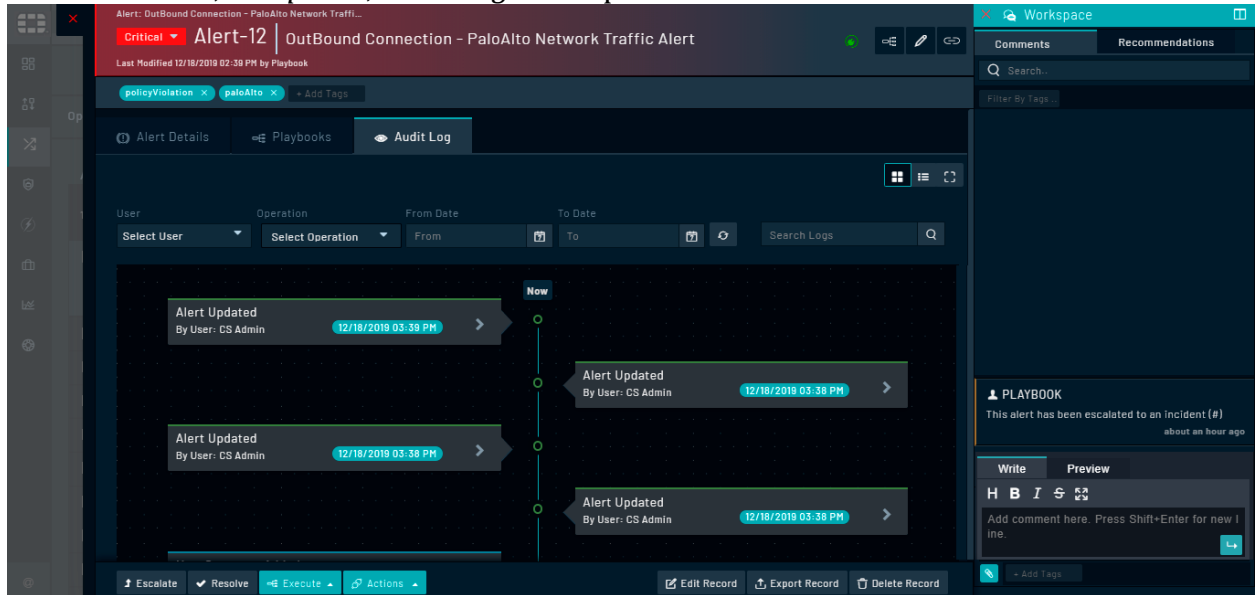 Alert: OutBound Connection - PaloAlto Network Traffi...
Critical
Alert-12
OutBound Connection - PaloAlto Network Traffic Alert
Last Modified 12/18/2019 02:39 PM by Playbook
policyViolation ×
paloAlto ×
+ Add Tags
Alert Details
Playbooks
Audit Log
User
Operation
From Date
To Date
Select User
Select Operation
From
To
Search Logs
Now
Alert Updated
By User: CS Admin
12/18/2019 03:39 PM
Alert Updated
By User: CS Admin
12/18/2019 03:38 PM
Alert Updated
By User: CS Admin
12/18/2019 03:38 PM
Alert Updated
By User: CS Admin
12/18/2019 03:38 PM
Escalate
Resolve
Execute
Actions
Edit Record
Export Record
Delete Record
Workspace
Comments
Recommendations
Search..
Filter By Tags ..
PLAYBOOK
This alert has been escalated to an incident (#)
about an hour ago
Write
Preview
H B I S
Add comment here. Press Shift+Enter for new l
ine.
+ Add Tags